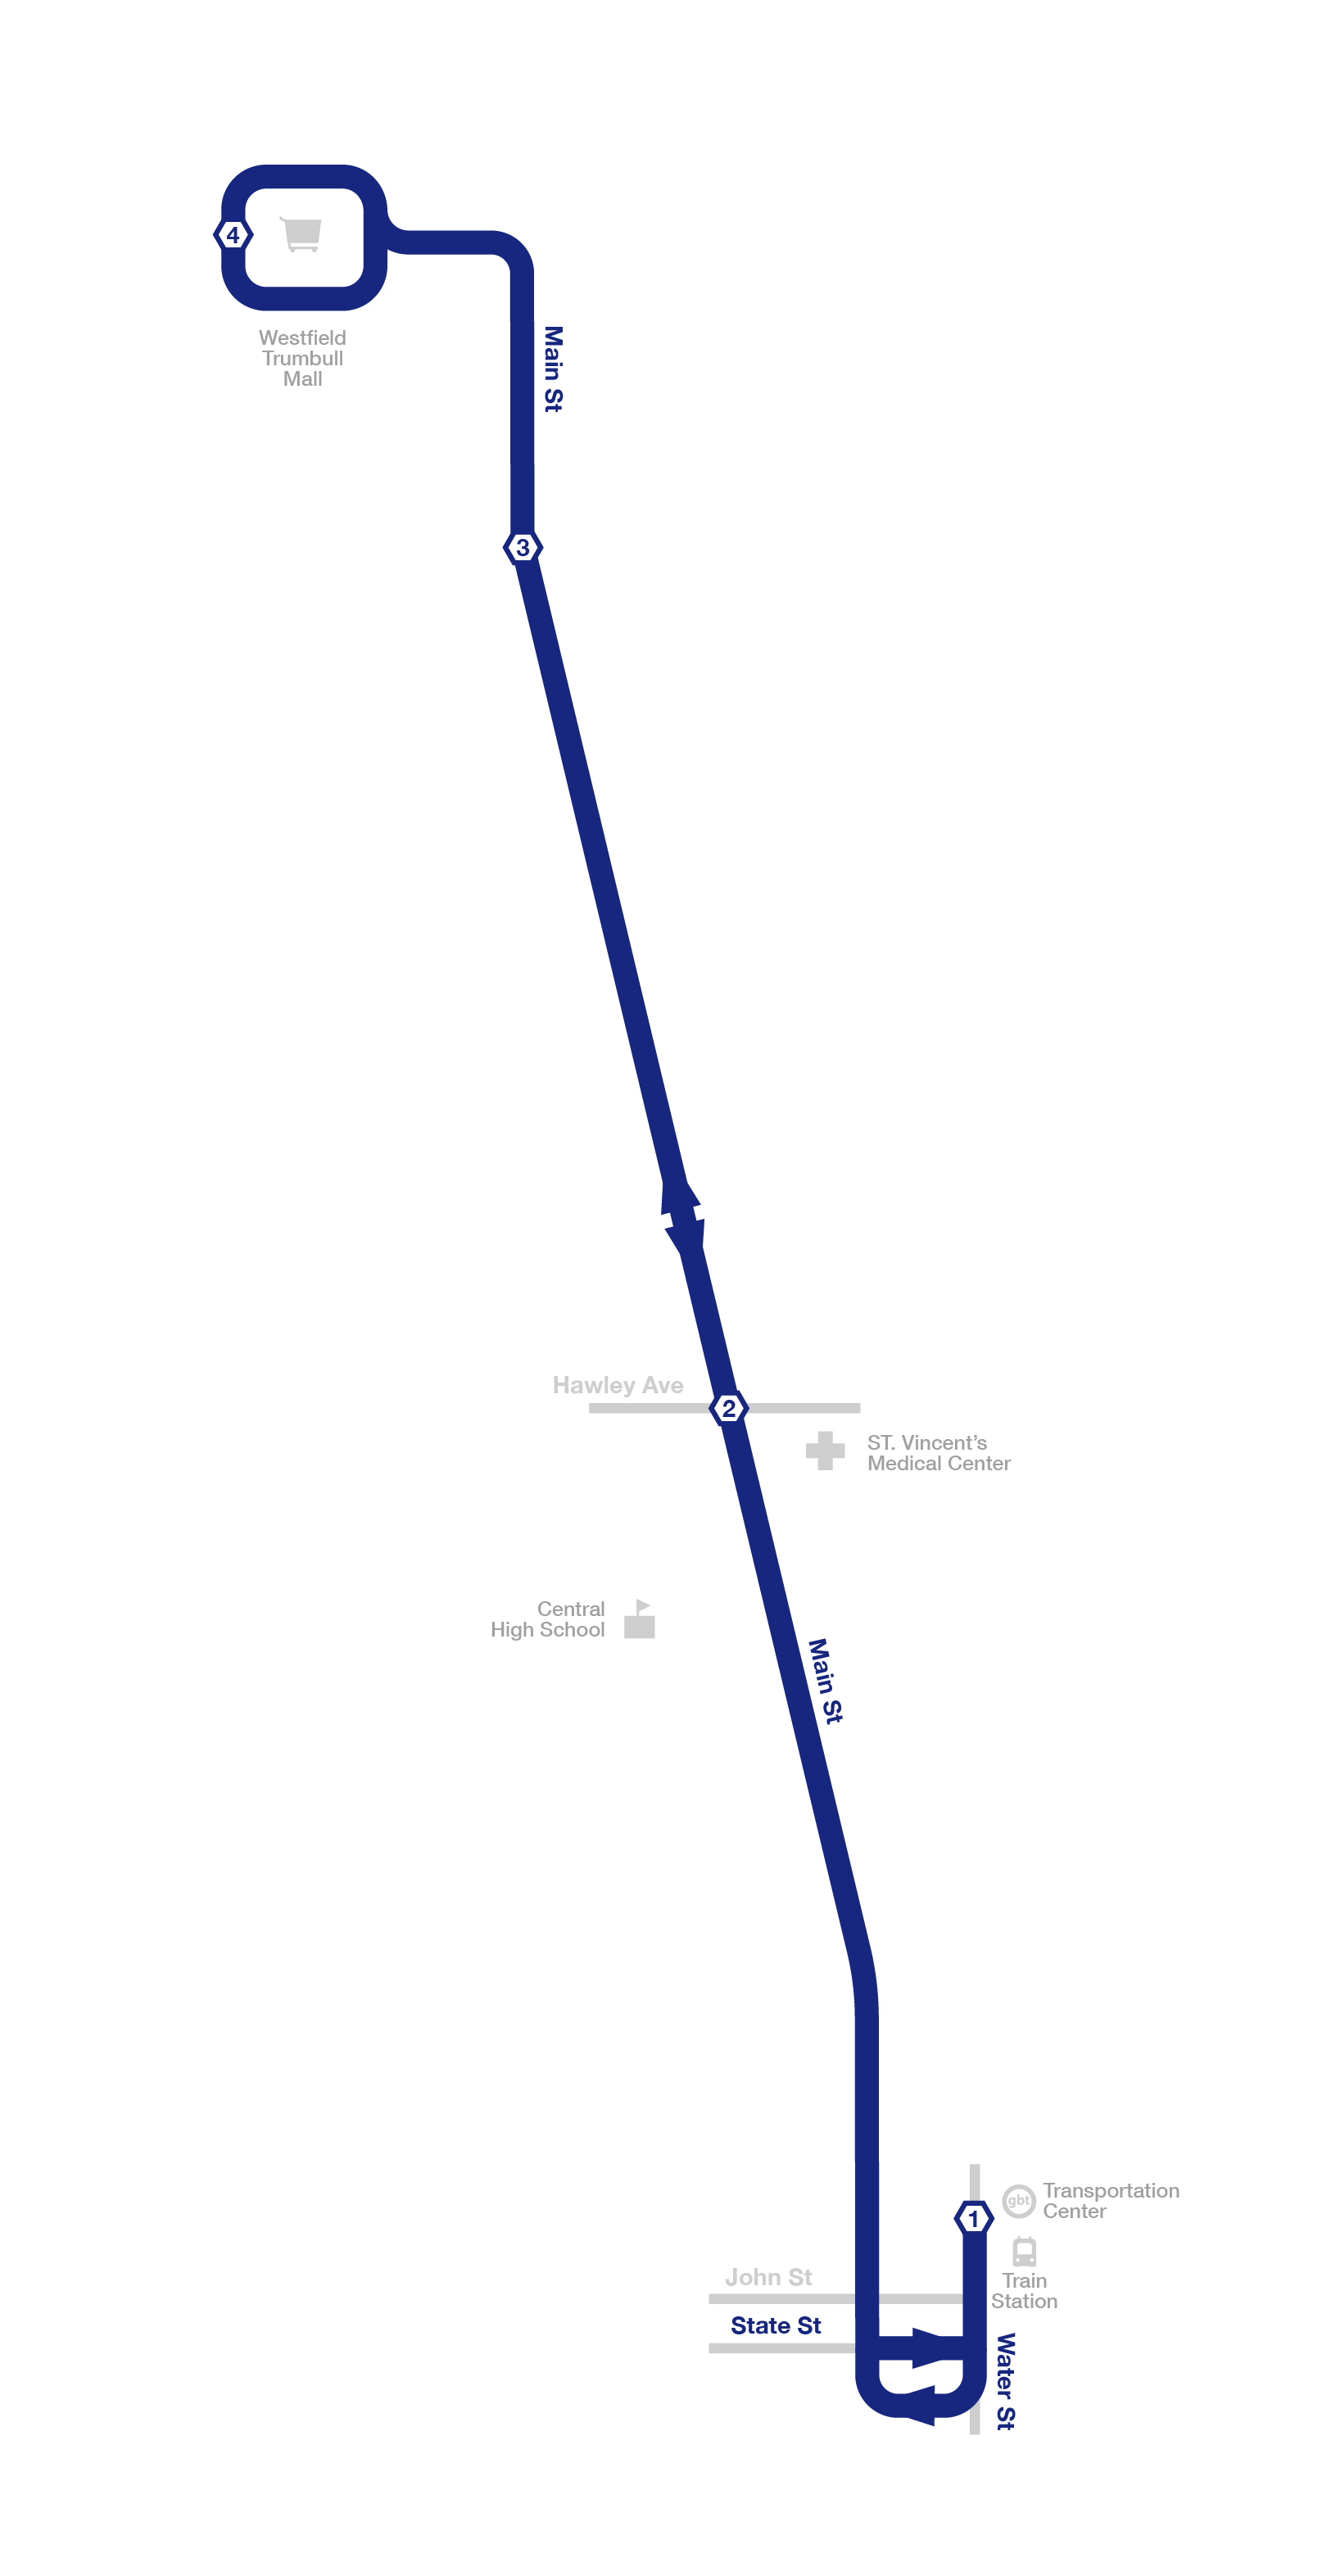 4
Westfield
Trumbull
Mall
Main St
3
Hawley Ave
2
ST. Vincent’s
Medical Center
Central
High School
Main St
gbt
Transportation
Center
1
Train
Station
John St
State St
Water St